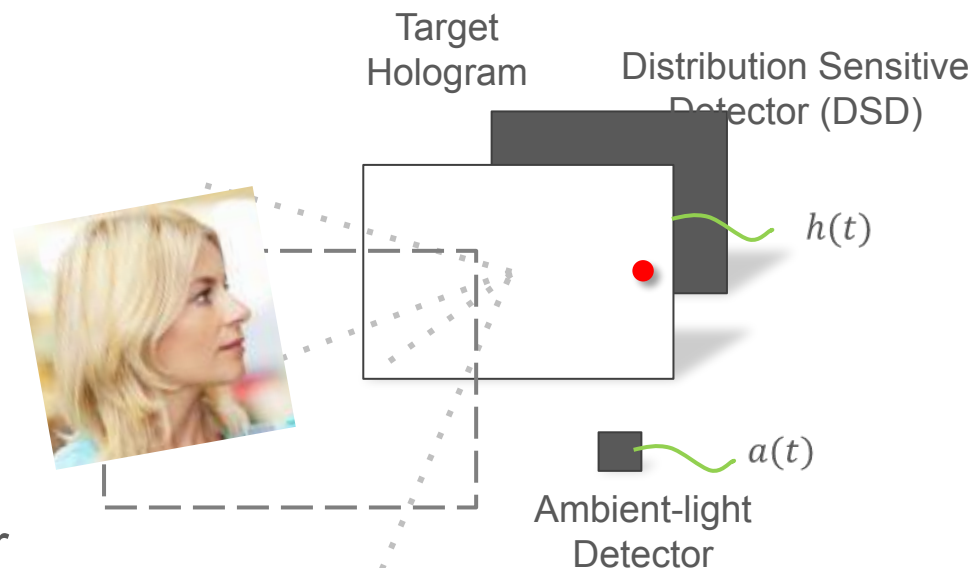 Target
Hologram
Distribution Sensitive
Detector (DSD)
h(t)
a(t)
Ambient-light
Detector
r